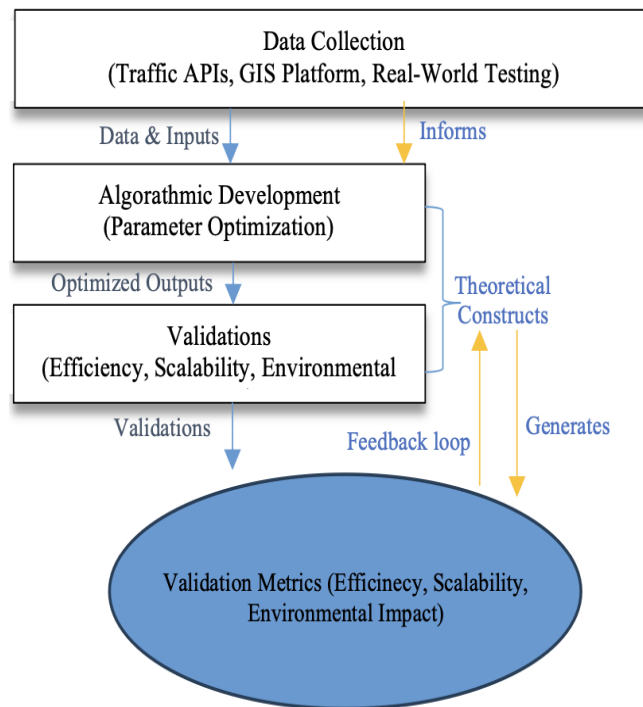 Data Collection
(Traffic APIs, GIS Platform, Real-World Testing)
Data & Inputs
Informs
Algorathmic Development
(Parameter Optimization)
Optimized Outputs
Theoretical
Constructs
Validations
(Efficiency, Scalability, Environmental
Validations
Feedback loop
Generates
Validation Metrics (Efficinecy, Scalability,
Environmental Impact)